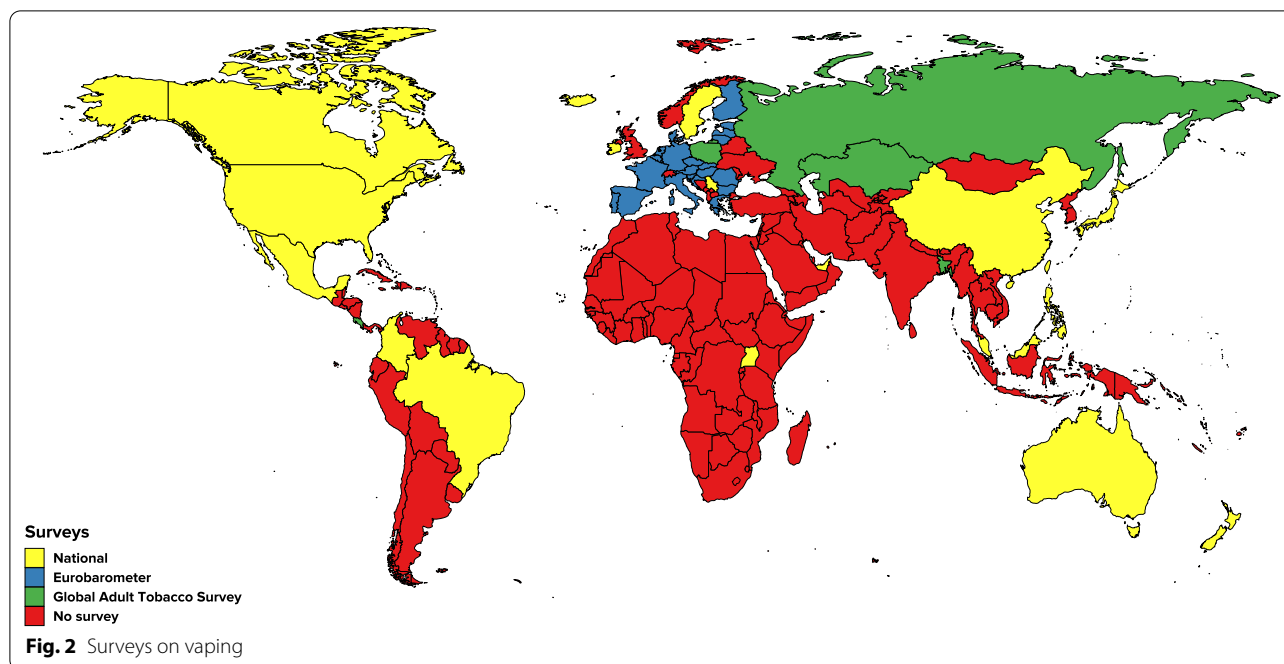 Surveys
National
Eurobarometer
Global Adult Tobacco Survey
No survey
Fig. 2 Surveys on vaping